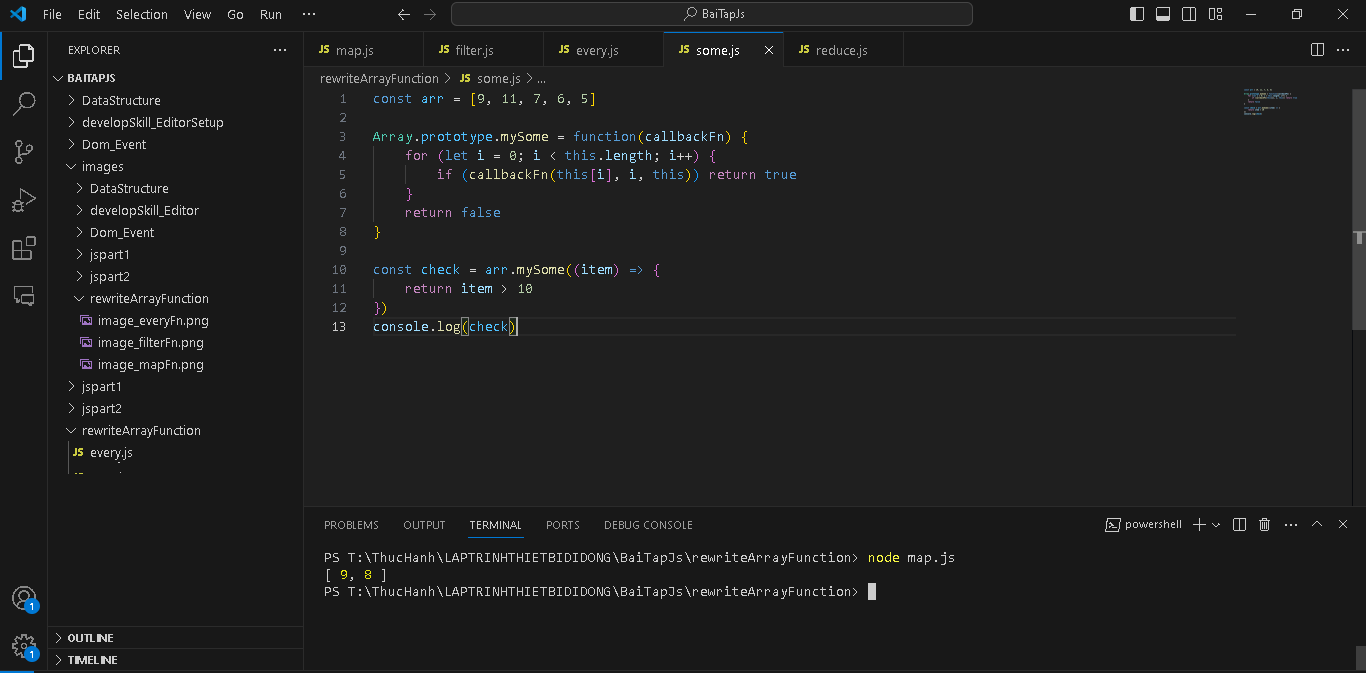 File Edit Selection View Go Run ···
BaiTapJs
EXPLORER
BAITAPJS
DataStructure
developSkill_EditorSetup
Dom_Event
images
DataStructure
developSkill_Editor
Dom_Event
jspart1
jspart2
rewriteArrayFunction
image_everyFn.png
image_filterFn.png
image_mapFn.png
jspart1
jspart2
rewriteArrayFunction
JS every.js
OUTLINE
TIMELINE
1
1
JS map.js JS filter.js JS every.js JS some.js JS reduce.js
rewriteArrayFunction > JS some.js > ...
1 const arr = [9, 11, 7, 6, 5]
2
3 Array.prototype.mySome = function(callbackFn) {
4 for (let i = 0; i < this.length; i++) {
5 if (callbackFn(this[i], i, this)) return true
6 }
7 return false
8 }
9
10 const check = arr.mySome((item) => {
11 return item > 10
12 })
13 console.log(check)
PROBLEMS OUTPUT TERMINAL PORTS DEBUG CONSOLE
powershell
PS T:\ThucHanh\LAPTRINHTHIETBIDIDONG\BaiTapJs\rewriteArrayFunction> node map.js
[ 9, 8 ]
PS T:\ThucHanh\LAPTRINHTHIETBIDIDONG\BaiTapJs\rewriteArrayFunction>